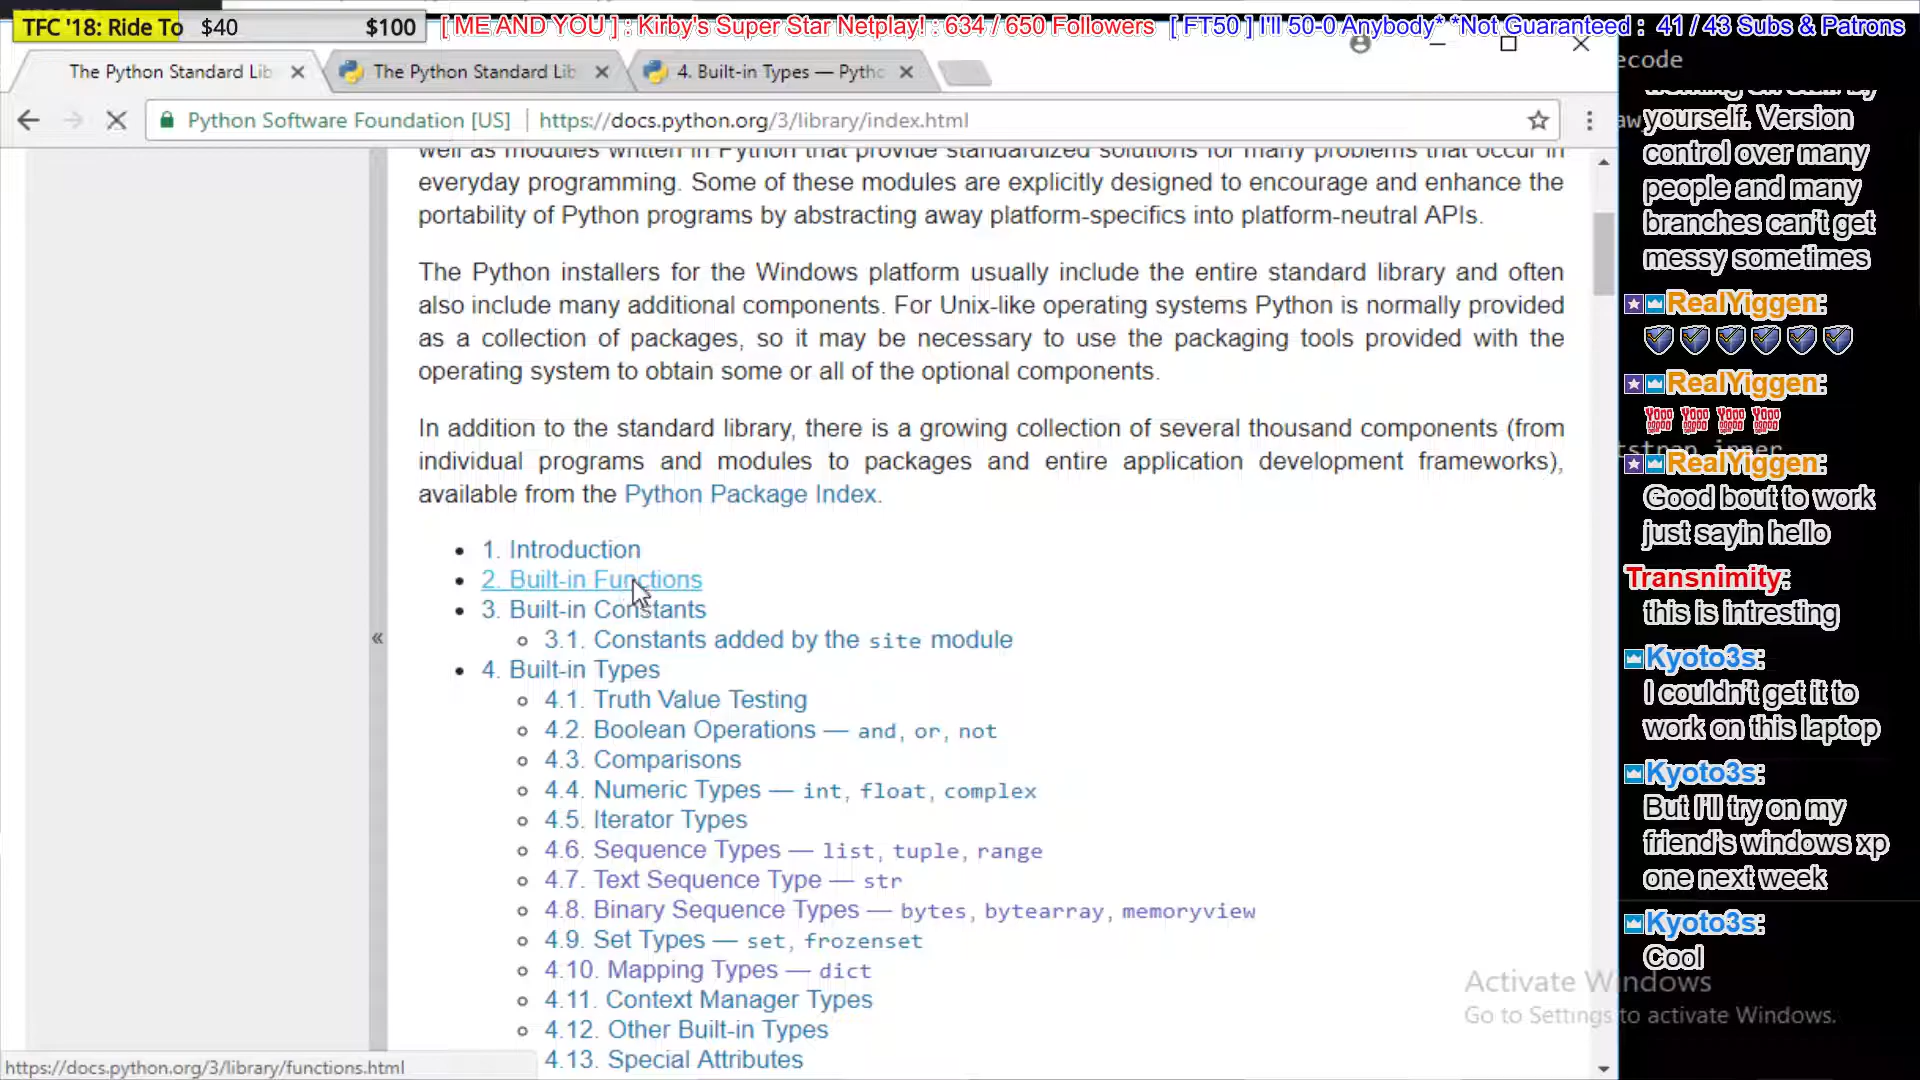 TFC '18: Ride To $40 $100
[ ME AND YOU ] : Kirby's Super Star Netplay! : 634 / 650 Followers [ FT50 ] I'll 50-0 Anybody* *Not Guaranteed : 41 / 43 Subs & Patrons
The Python Standard Lib
The Python Standard Lib
4. Built-in Types — Pytho
Python Software Foundation [US] https://docs.python.org/3/library/index.html
well as modules written in Python that provide standardized solutions for many problems that occur in
everyday programming. Some of these modules are explicitly designed to encourage and enhance the
portability of Python programs by abstracting away platform-specifics into platform-neutral APIs.
The Python installers for the Windows platform usually include the entire standard library and often
also include many additional components. For Unix-like operating systems Python is normally provided
as a collection of packages, so it may be necessary to use the packaging tools provided with the
operating system to obtain some or all of the optional components.
In addition to the standard library, there is a growing collection of several thousand components (from
individual programs and modules to packages and entire application development frameworks),
available from the Python Package Index.
1. Introduction
2. Built-in Functions
3. Built-in Constants
3.1. Constants added by the site module
4. Built-in Types
4.1. Truth Value Testing
4.2. Boolean Operations — and, or, not
4.3. Comparisons
4.4. Numeric Types — int, float, complex
4.5. Iterator Types
4.6. Sequence Types — list, tuple, range
4.7. Text Sequence Type — str
4.8. Binary Sequence Types — bytes, bytearray, memoryview
4.9. Set Types — set, frozenset
4.10. Mapping Types — dict
4.11. Context Manager Types
4.12. Other Built-in Types
4.13. Special Attributes
https://docs.python.org/3/library/functions.html
ecode
yourself. Version
control over many
people and many
branches can't get
messy sometimes
RealYiggen:
RealYiggen:
RealYiggen:
Good bout to work
just sayin hello
Transnimity:
this is intresting
Kyoto3s:
I couldn't get it to
work on this laptop
Kyoto3s:
But I'll try on my
friend's windows xp
one next week
Kyoto3s:
Cool
Activate Windows
Go to Settings to activate Windows.